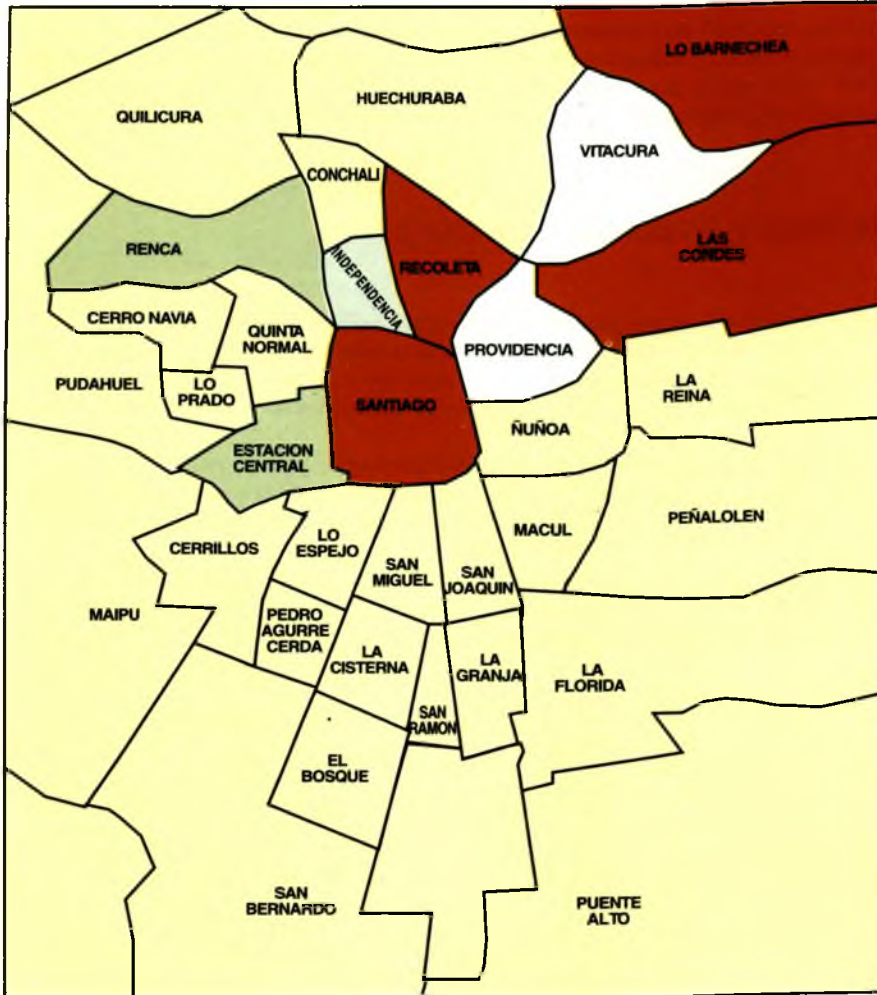 LO BARNECHEA
QUILICURA
HUECHURABA
VITACURA
CONCHALI
RENCA
INDEPENDENCIA
RECOLETA
LAS
CONDES
CERRO NAVIA
QUINTA
NORMAL
PROVIDENCIA
PUDAHUEL
LO
PRADO
SANTIAGO
LA
REINA
ÑUÑOA
ESTACION
CENTRAL
CERRILLOS
LO
ESPEJO
SAN
MIGUEL
SAN
JOAQUIN
MACUL
PEÑALOLEN
MAIPU
PEDRO
AGURRE
CERDA
LA
CISTERNA
LA
GRANJA
LA
FLORIDA
SAN
RAMON
EL
BOSQUE
SAN
BERNARDO
PUENTE
ALTO